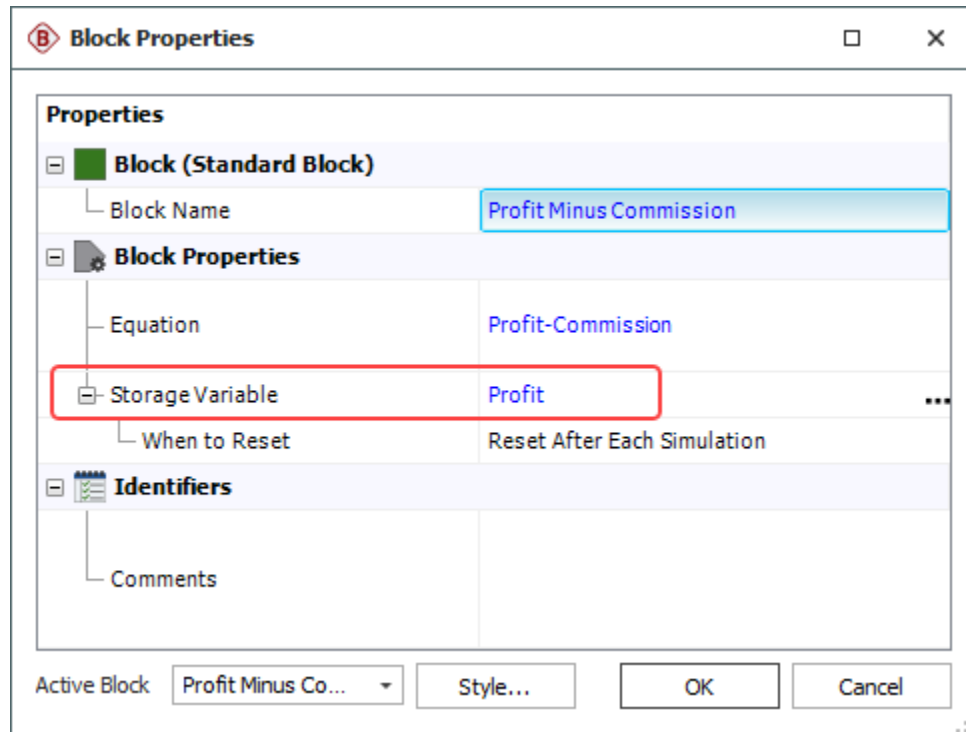 B Block Properties
Properties
Block (Standard Block)
Block Name Profit Minus Commission
Block Properties
Equation Profit-Commission
Storage Variable Profit ...
When to Reset Reset After Each Simulation
Identifiers
Comments
Active Block Profit Minus Co... Style... OK Cancel